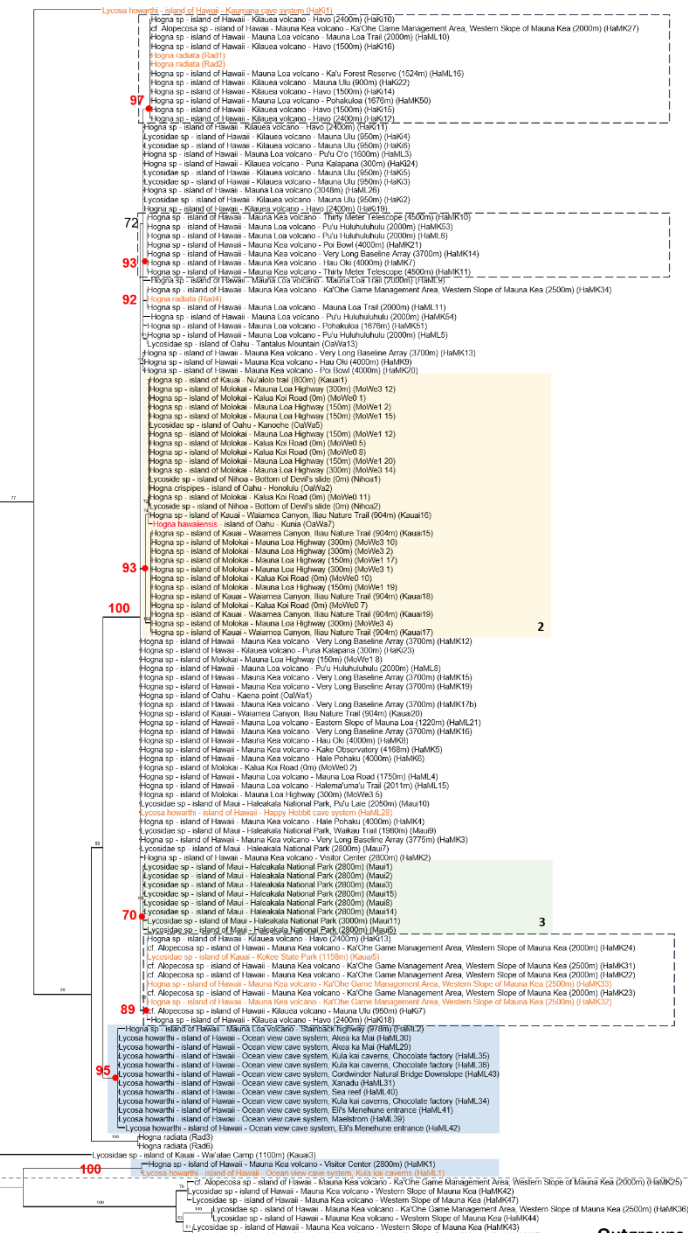 Lycosa howarthi - island of Hawaii - Kaumana cave system (HaKi1)
Hogna sp - island of Hawaii - Kilauea volcano - Havo (2400m) (HaKi10)
cf. Alopecosa sp - island of Hawaii - Mauna Kea volcano - Ka'Ohe Game Management Area, Western Slope of Mauna Kea (2000m) (HaMK27)
Hogna sp - island of Hawaii - Mauna Loa volcano - Mauna Loa Trail (2000m) (HaML10)
Hogna sp - island of Hawaii - Kilauea volcano - Havo (1500m) (HaKi16)
Hogna radiata (Rad1)
Hogna radiata (Rad2)
Hogna sp - island of Hawaii - Mauna Loa volcano - Ka'u Forest Reserve (1524m) (HaML16)
Hogna sp - island of Hawaii - Kilauea volcano - Mauna Ulu (900m) (HaKi22)
Hogna sp - island of Hawaii - Kilauea volcano - Havo (1500m) (HaKi14)
Hogna sp - island of Hawaii - Mauna Loa volcano - Pohakuloa (1676m) (HaMK50)
97
Hogna sp - island of Hawaii - Kilauea volcano - Havo (1500m) (HaKi15)
Hogna sp - island of Hawaii - Kilauea volcano - Havo (2400m) (HaKi12)
Hogna sp - island of Hawaii - Kilauea volcano - Havo (2400m) (HaKi11)
Lycosidae sp - island of Hawaii - Kilauea volcano - Mauna Ulu (950m) (HaKi4)
Lycosidae sp - island of Hawaii - Kilauea volcano - Mauna Ulu (950m) (HaKi6)
Hogna sp - island of Hawaii - Mauna Loa volcano - Pu'u O'o (1600m) (HaML3)
Hogna sp - island of Hawaii - Kilauea volcano - Puna Kalapana (300m) (HaKi24)
Lycosidae sp - island of Hawaii - Kilauea volcano - Mauna Ulu (950m) (HaKi5)
Lycosidae sp - island of Hawaii - Kilauea volcano - Mauna Ulu (950m) (HaKi3)
Hogna sp - island of Hawaii - Mauna Loa volcano (3048m) (HaML26)
Lycosidae sp - island of Hawaii - Kilauea volcano - Mauna Ulu (950m) (HaKi2)
Hogna sp - island of Hawaii - Kilauea volcano - Havo (2400m) (HaKi19)
Hogna sp - island of Hawaii - Mauna Kea volcano - Thirty Meter Telescope (4500m) (HaMK10)
72
Hogna sp - island of Hawaii - Mauna Loa volcano - Pu'u Huluhuluhulu (2000m) (HaMK53)
Hogna sp - island of Hawaii - Mauna Loa volcano - Pu'u Huluhuluhulu (2000m) (HaML6)
Hogna sp - island of Hawaii - Mauna Kea volcano - Poi Bowl (4000m) (HaMK21)
Hogna sp - island of Hawaii - Mauna Kea volcano - Very Long Baseline Array (3700m) (HaMK14)
93
Hogna sp - island of Hawaii - Mauna Kea volcano - Hau Oki (4000m) (HaMK7)
Hogna sp - island of Hawaii - Mauna Kea volcano - Thirty Meter Telescope (4500m) (HaMK11)
Hogna sp - island of Hawaii - Mauna Loa volcano - Mauna Loa Trail (2000m) (HaML9)
Hogna sp - island of Hawaii - Mauna Kea volcano - Ka'Ohe Game Management Area, Western Slope of Mauna Kea (2500m) (HaMK34)
92
Hogna radiata (Rad4)
Hogna sp - island of Hawaii - Mauna Loa volcano - Mauna Loa Trail (2000m) (HaML11)
Hogna sp - island of Hawaii - Mauna Loa volcano - Pu'u Huluhuluhulu (2000m) (HaMK54)
Hogna sp - island of Hawaii - Mauna Loa volcano - Pohakuloa (1676m) (HaMK51)
Hogna sp - island of Hawaii - Mauna Loa volcano - Pu'u Huluhuluhulu (2000m) (HaML5)
Lycosidae sp - island of Oahu - Tantalus Mountain (OaWa13)
Hogna sp - island of Hawaii - Mauna Kea volcano - Very Long Baseline Array (3700m) (HaMK13)
Hogna sp - island of Hawaii - Mauna Kea volcano - Hau Oki (4000m) (HaMK9)
Hogna sp - island of Hawaii - Mauna Kea volcano - Poi Bowl (4000m) (HaMK20)
Hogna sp - island of Kauai - Nu'alolo trail (800m) (Kauai1)
Hogna sp - island of Molokai - Mauna Loa Highway (300m) (MoWe3 12)
Hogna sp - island of Molokai - Kalua Koi Road (0m) (MoWe0 1)
Hogna sp - island of Molokai - Mauna Loa Highway (150m) (MoWe1 2)
Hogna sp - island of Molokai - Mauna Loa Highway (150m) (MoWe1 15)
Lycosidae sp - island of Oahu - Kaneohe (OaWa5)
Hogna sp - island of Molokai - Mauna Loa Highway (150m) (MoWe1 12)
Hogna sp - island of Molokai - Kalua Koi Road (0m) (MoWe0 5)
Hogna sp - island of Molokai - Kalua Koi Road (0m) (MoWe0 8)
Hogna sp - island of Molokai - Mauna Loa Highway (150m) (MoWe1 20)
Hogna sp - island of Molokai - Mauna Loa Highway (300m) (MoWe3 14)
Lycoside sp - island of Nihoa - Bottom of Devil's slide (0m) (Nihoa1)
Hogna crispipes - island of Oahu - Honolulu (OaWa2)
Hogna sp - island of Molokai - Kalua Koi Road (0m) (MoWe0 11)
Lycoside sp - island of Nihoa - Bottom of Devil's slide (0m) (Nihoa2)
77
Hogna sp - island of Kauai - Waiamea Canyon, Iliau Nature Trail (904m) (Kauai16)
Hogna hawaiiensis - island of Oahu - Kunia (OaWa7)
Hogna sp - island of Kauai - Waiamea Canyon, Iliau Nature Trail (904m) (Kauai15)
Hogna sp - island of Molokai - Mauna Loa Highway (300m) (MoWe3 10)
Hogna sp - island of Molokai - Mauna Loa Highway (300m) (MoWe3 2)
Hogna sp - island of Molokai - Mauna Loa Highway (150m) (MoWe1 17)
93
Hogna sp - island of Molokai - Mauna Loa Highway (300m) (MoWe3 1)
Hogna sp - island of Molokai - Kalua Koi Road (0m) (MoWe0 10)
Hogna sp - island of Molokai - Mauna Loa Highway (150m) (MoWe1 19)
Hogna sp - island of Kauai - Waiamea Canyon, Iliau Nature Trail (904m) (Kauai18)
Hogna sp - island of Molokai - Kalua Koi Road (0m) (MoWe0 7)
100
Hogna sp - island of Kauai - Waiamea Canyon, Iliau Nature Trail (904m) (Kauai19)
Hogna sp - island of Molokai - Mauna Loa Highway (300m) (MoWe3 4)
2
Hogna sp - island of Kauai - Waiamea Canyon, Iliau Nature Trail (904m) (Kauai17)
Hogna sp - island of Hawaii - Mauna Kea volcano - Very Long Baseline Array (3700m) (HaMK12)
Hogna sp - island of Hawaii - Kilauea volcano - Puna Kalapana (300m) (HaKi23)
Hogna sp - island of Molokai - Mauna Loa Highway (150m) (MoWe1 8)
Hogna sp - island of Hawaii - Mauna Loa volcano - Pu'u Huluhuluhulu (2000m) (HaML8)
Hogna sp - island of Hawaii - Mauna Kea volcano - Very Long Baseline Array (3700m) (HaMK15)
Hogna sp - island of Hawaii - Mauna Kea volcano - Very Long Baseline Array (3700m) (HaMK19)
Hogna sp - island of Oahu - Kaena point (OaWa1)
Hogna sp - island of Hawaii - Mauna Kea volcano - Very Long Baseline Array (3700m) (HaMK17b)
Hogna sp - island of Kauai - Waiamea Canyon, Iliau Nature Trail (904m) (Kauai20)
Hogna sp - island of Hawaii - Mauna Loa volcano - Eastern Slope of Mauna Loa (1220m) (HaML21)
Hogna sp - island of Hawaii - Mauna Kea volcano - Very Long Baseline Array (3700m) (HaMK16)
Hogna sp - island of Hawaii - Mauna Kea volcano - Hau Oki (4000m) (HaMK8)
Hogna sp - island of Hawaii - Mauna Kea volcano - Kake Observatory (4168m) (HaMK5)
Hogna sp - island of Hawaii - Mauna Kea volcano - Hale Pohaku (4000m) (HaMK6)
Hogna sp - island of Molokai - Kalua Koi Road (0m) (MoWe0 2)
Hogna sp - island of Hawaii - Mauna Loa volcano - Mauna Loa Road (1750m) (HaML4)
Hogna sp - island of Hawaii - Mauna Loa volcano - Halema'uma'u Trail (2011m) (HaML15)
Hogna sp - island of Molokai - Mauna Loa Highway (300m) (MoWe3 5)
Lycosidae sp - island of Maui - Haleakala National Park, Pu'u Laie (2050m) (Maui10)
Lycosa howarthi - island of Hawaii - Happy Hobbit cave system (HaML28)
Hogna sp - island of Hawaii - Mauna Kea volcano - Hale Pohaku (4000m) (HaMK4)
Lycosidae sp - island of Maui - Haleakala National Park, Waikau Trail (1980m) (Maui9)
Hogna sp - island of Hawaii - Mauna Kea volcano - Very Long Baseline Array (3775m) (HaMK3)
Lycosidae sp - island of Maui - Haleakala National Park (2800m) (Maui7)
Hogna sp - island of Hawaii - Mauna Kea volcano - Visitor Center (2800m) (HaMK2)
Lycosidae sp - island of Maui - Haleakala National Park (2800m) (Maui1)
Lycosidae sp - island of Maui - Haleakala National Park (2800m) (Maui2)
Lycosidae sp - island of Maui - Haleakala National Park (2800m) (Maui3)
Lycosidae sp - island of Maui - Haleakala National Park (2800m) (Maui15)
Lycosidae sp - island of Maui - Haleakala National Park (2800m) (Maui8)
Lycosidae sp - island of Maui - Haleakala National Park (2800m) (Maui14)
70
Lycosidae sp - island of Maui - Haleakala National Park (3000m) (Maui11)
3
Lycosidae sp - island of Maui - Haleakala National Park (2800m) (Maui5)
Hogna sp - island of Hawaii - Kilauea volcano - Havo (2400m) (HaKi13)
cf. Alopecosa sp - island of Hawaii - Mauna Kea volcano - Ka'Ohe Game Management Area, Western Slope of Mauna Kea (2000m) (HaMK24)
Lycosidae sp - island of Kauai - Kokee State Park (1158m) (Kauai5)
cf. Alopecosa sp - island of Hawaii - Mauna Kea volcano - Ka'Ohe Game Management Area, Western Slope of Mauna Kea (2500m) (HaMK31)
cf. Alopecosa sp - island of Hawaii - Mauna Kea volcano - Ka'Ohe Game Management Area, Western Slope of Mauna Kea (2000m) (HaMK22)
Hogna sp - island of Hawaii - Mauna Kea volcano - Ka'Ohe Game Management Area, Western Slope of Mauna Kea (2500m) (HaMK33)
cf. Alopecosa sp - island of Hawaii - Mauna Kea volcano - Ka'Ohe Game Management Area, Western Slope of Mauna Kea (2000m) (HaMK23)
Hogna sp - island of Hawaii - Mauna Kea volcano - Ka'Ohe Game Management Area, Western Slope of Mauna Kea (2500m) (HaMK32)
89
cf. Alopecosa sp - island of Hawaii - Kilauea volcano - Mauna Ulu (950m) (HaKi7)
Hogna sp - island of Hawaii - Kilauea volcano - Havo (2400m) (HaKi18)
Hogna sp - island of Hawaii - Mauna Loa volcano - Stainback highway (978m) (HaML2)
Lycosa howarthi - island of Hawaii - Ocean view cave system, Akea ka Mai (HaML30)
Lycosa howarthi - island of Hawaii - Ocean view cave system, Akea ka Mai (HaML29)
Lycosa howarthi - island of Hawaii - Ocean view cave system, Kula kai caverns, Chocolate factory (HaML35)
Lycosa howarthi - island of Hawaii - Ocean view cave system, Kula kai caverns, Chocolate factory (HaML36)
95
Lycosa howarthi - island of Hawaii - Ocean view cave system, Cordwinder Natural Bridge Downslope (HaML43)
Lycosa howarthi - island of Hawaii - Ocean view cave system, Xanadu (HaML31)
Lycosa howarthi - island of Hawaii - Ocean view cave system, Sea reef (HaML40)
Lycosa howarthi - island of Hawaii - Ocean view cave system, Kula kai caverns, Chocolate factory (HaML34)
Lycosa howarthi - island of Hawaii - Ocean view cave system, Eli's Menehune entrance (HaML41)
Lycosa howarthi - island of Hawaii - Ocean view cave system, Maelstrom (HaML39)
Lycosa howarthi - island of Hawaii - Ocean view cave system, Eli's Menehune entrance (HaML42)
100
Hogna radiata (Rad3)
Hogna radiata (Rad6)
Lycosidae sp - island of Kauai - Wa'alae Camp (1100m) (Kauai3)
100
Hogna sp - island of Hawaii - Mauna Kea volcano - Visitor Center (2800m) (HaMK1)
Lycosa howarthi - island of Hawaii - Ocean view cave system, Kula kai caverns (HaML1)
cf. Alopecosa sp - island of Hawaii - Mauna Kea volcano - Ka'Ohe Game Management Area, Western Slope of Mauna Kea (2000m) (HaMK25)
Lycosidae sp - island of Hawaii - Mauna Kea volcano - Western Slope of Mauna Kea (HaMK42)
Lycosidae sp - island of Hawaii - Mauna Kea volcano - Western Slope of Mauna Kea (HaMK47)
100
Lycosidae sp - island of Hawaii - Mauna Kea volcano - Ka'Ohe Game Management Area, Western Slope of Mauna Kea (2500m) (HaMK36)
Lycosidae sp - island of Hawaii - Mauna Kea volcano - Western Slope of Mauna Kea (HaMK44)
Lycosidae sp - island of Hawaii - Mauna Kea volcano - Western Slope of Mauna Kea (HaMK43)